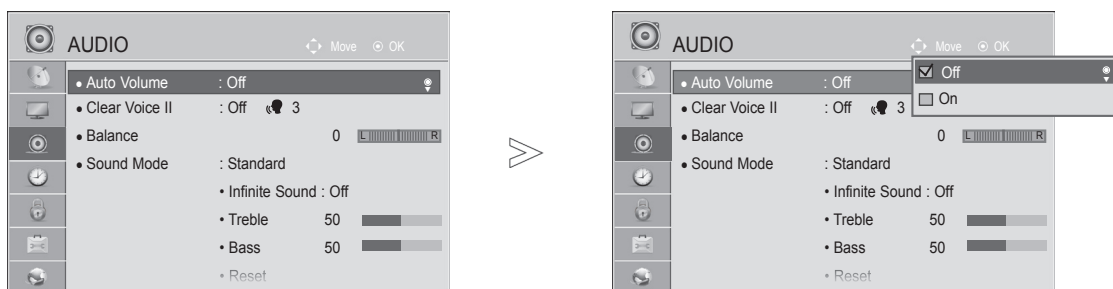 AUDIO Move OK
• Auto Volume : Off
• Clear Voice II : Off 3
• Balance 0 L R
• Sound Mode : Standard
• Infinite Sound : Off
• Treble 50
• Bass 50
• Reset
AUDIO Move OK
• Auto Volume : Off
Off
On
• Clear Voice II : Off 3
• Balance 0 L R
• Sound Mode : Standard
• Infinite Sound : Off
• Treble 50
• Bass 50
• Reset